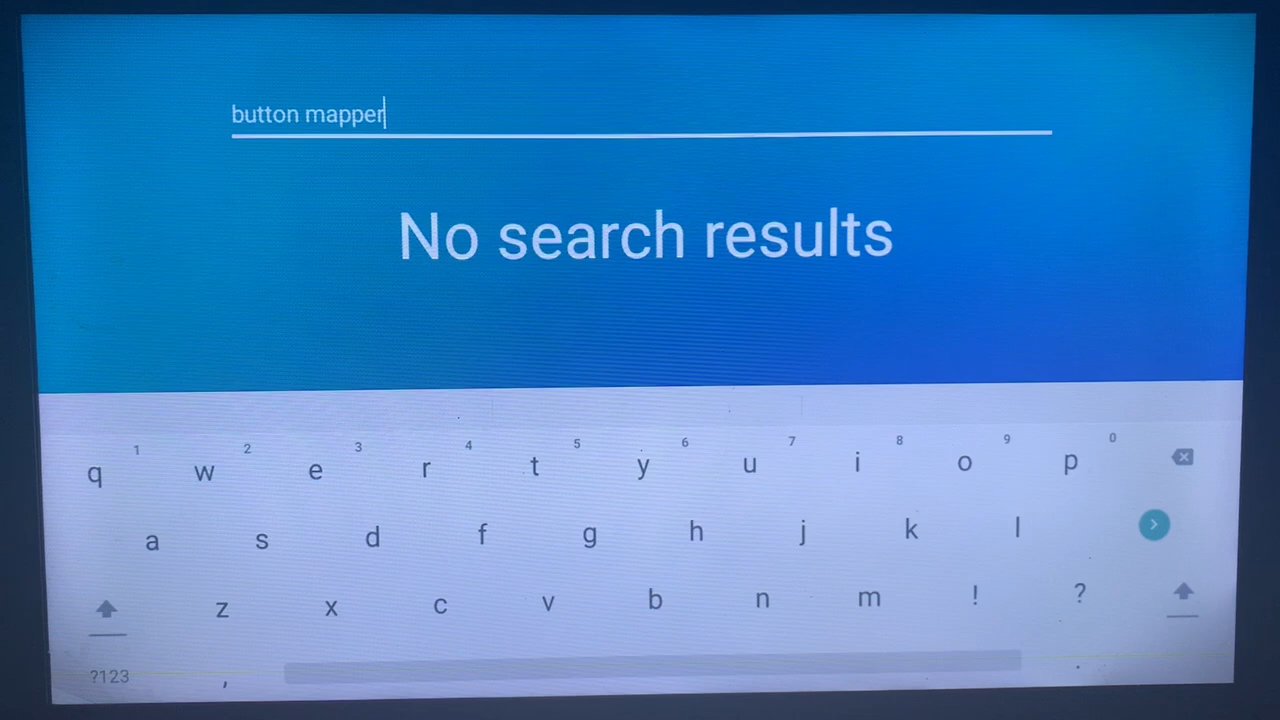 button mapper
No search results
1 2 3 4 5 6 7 8 9 0
q w e r t y u i o p
a s d f g h j k l
z x c v b n m ! ?
?123 , .